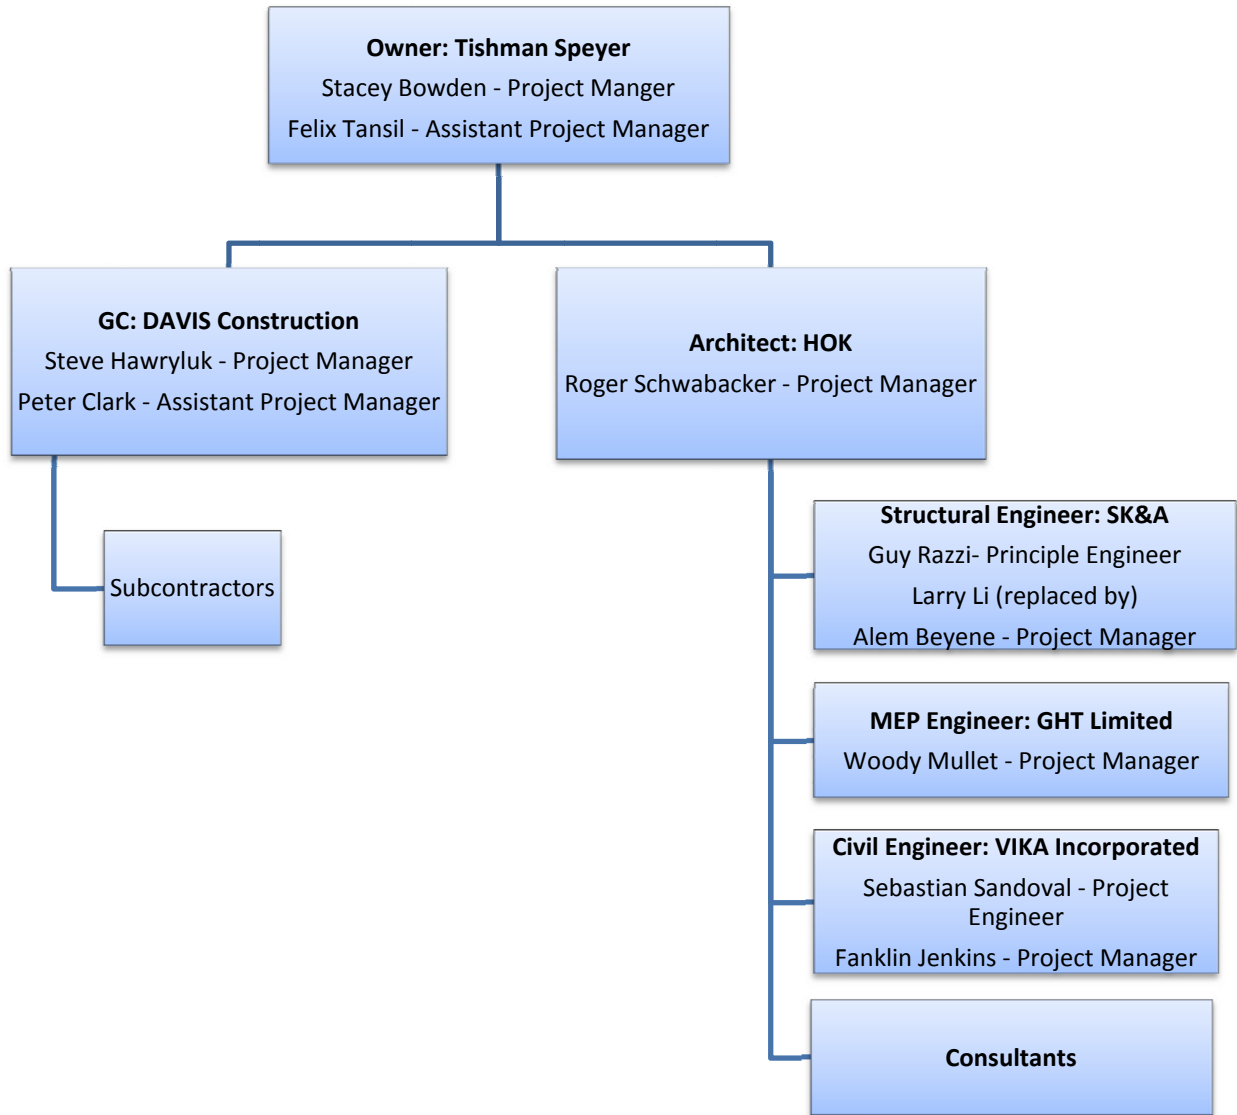 Owner: Tishman Speyer
Stacey Bowden - Project Manger
Felix Tansil - Assistant Project Manager
GC: DAVIS Construction
Steve Hawryluk - Project Manager
Peter Clark - Assistant Project Manager
Subcontractors
Architect: HOK
Roger Schwabacker - Project Manager
Structural Engineer: SK&A
Guy Razzi- Principle Engineer
Larry Li (replaced by)
Alem Beyene - Project Manager
MEP Engineer: GHT Limited
Woody Mullet - Project Manager
Civil Engineer: VIKA Incorporated
Sebastian Sandoval - Project
Engineer
Fanklin Jenkins - Project Manager
Consultants